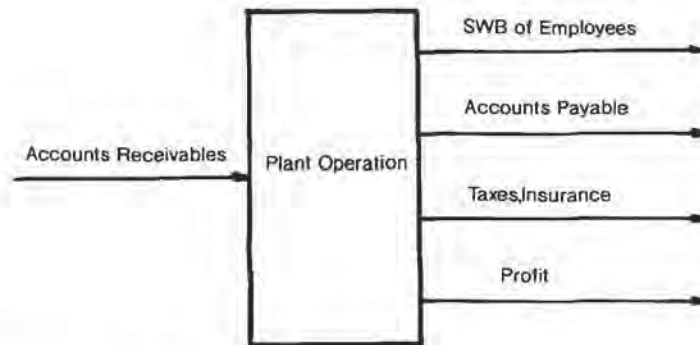 SWB of Employees
Accounts Payable
Accounts Receivables
Plant Operation
Taxes,Insurance
Profit